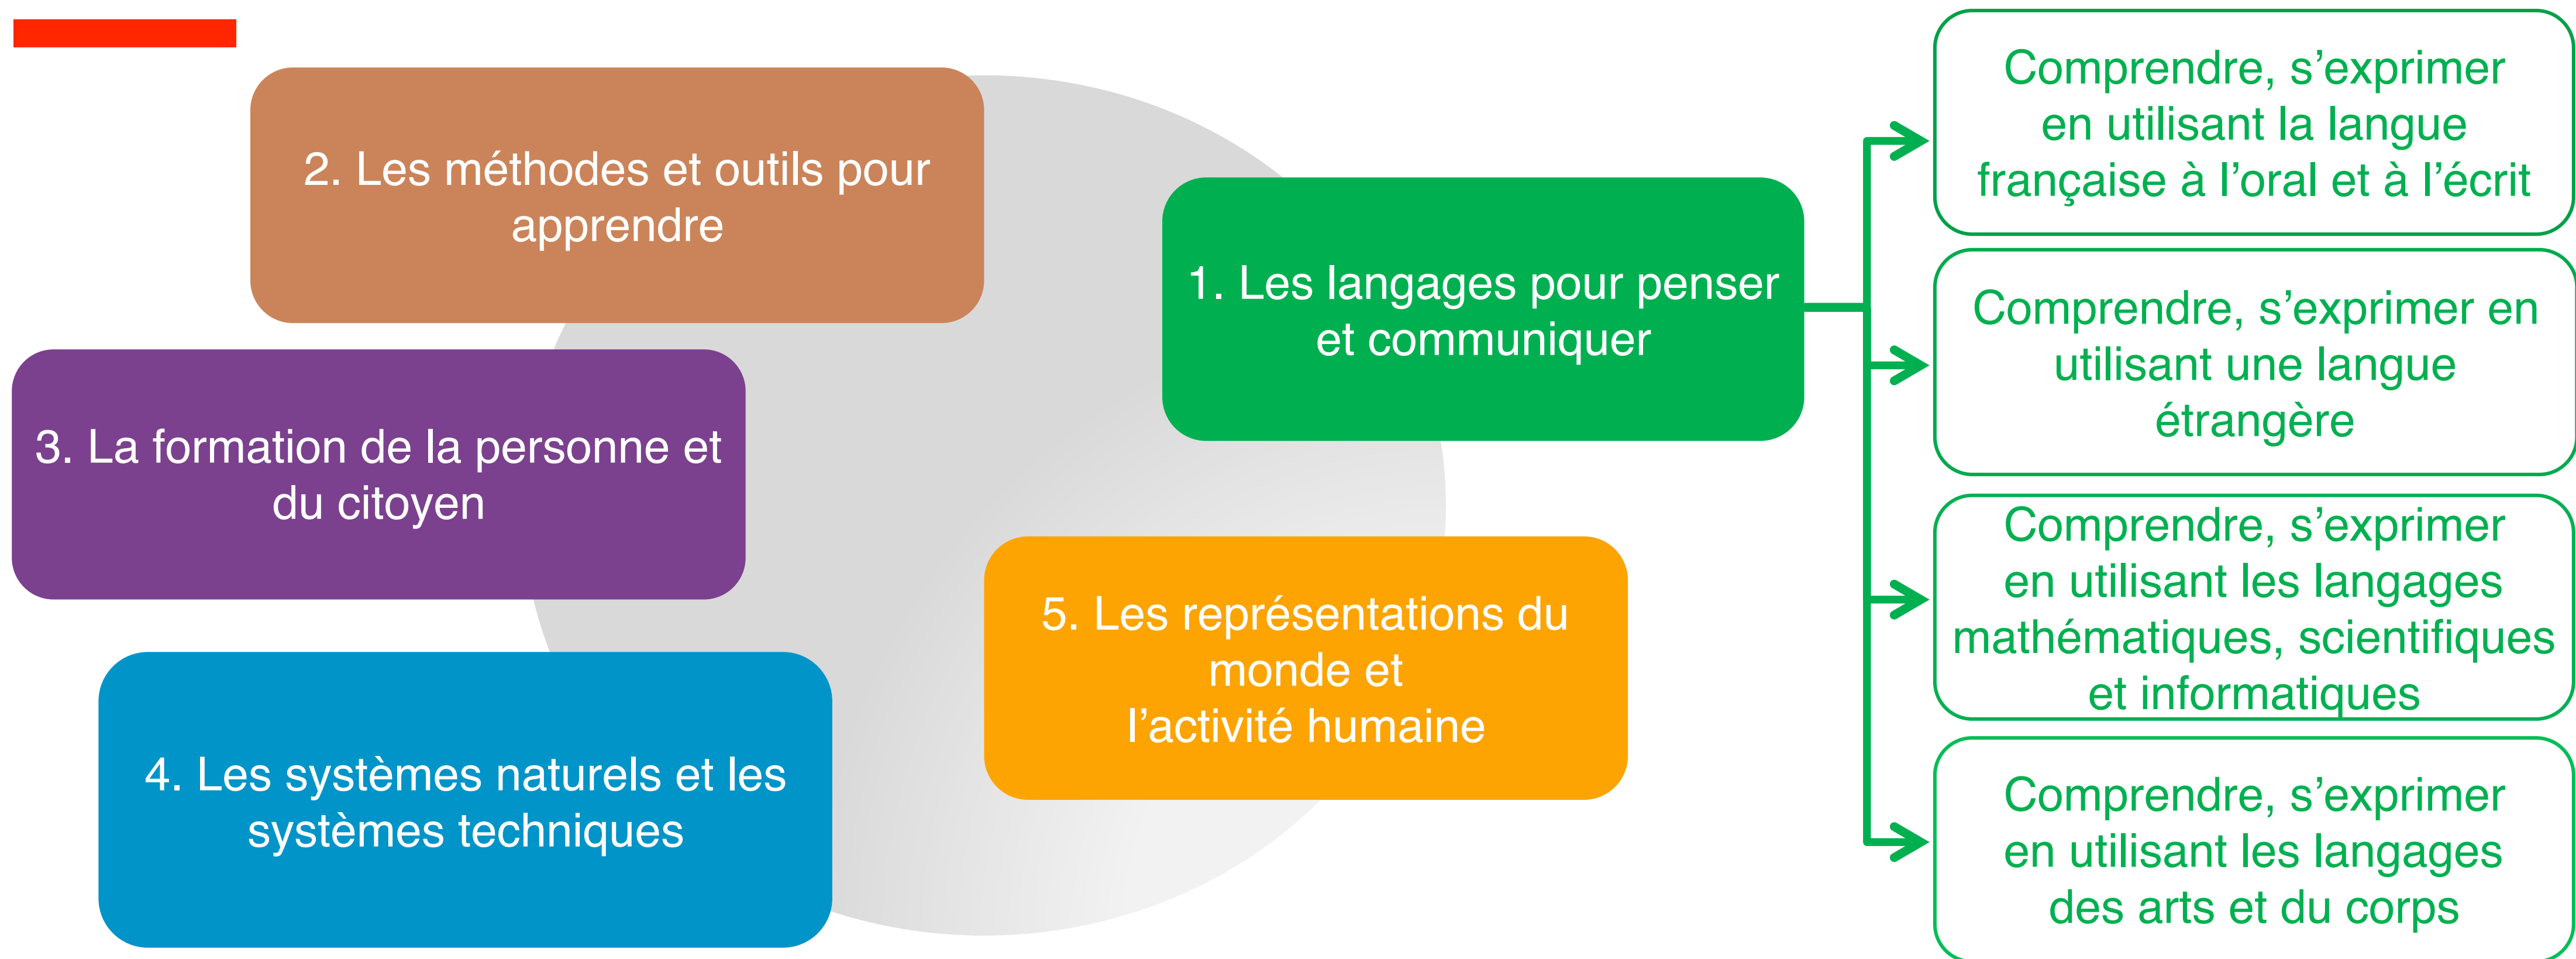 2. Les méthodes et outils pour
apprendre
1. Les langages pour penser
et communiquer
3. La formation de la personne et
du citoyen
4. Les systèmes naturels et les
systèmes techniques
5. Les représentations du
monde et
l’activité humaine
Comprendre, s’exprimer
en utilisant la langue
française à l’oral et à l’écrit
Comprendre, s’exprimer en
utilisant une langue
étrangère
Comprendre, s’exprimer
en utilisant les langages
mathématiques, scientifiques
et informatiques
Comprendre, s’exprimer
en utilisant les langages
des arts et du corps